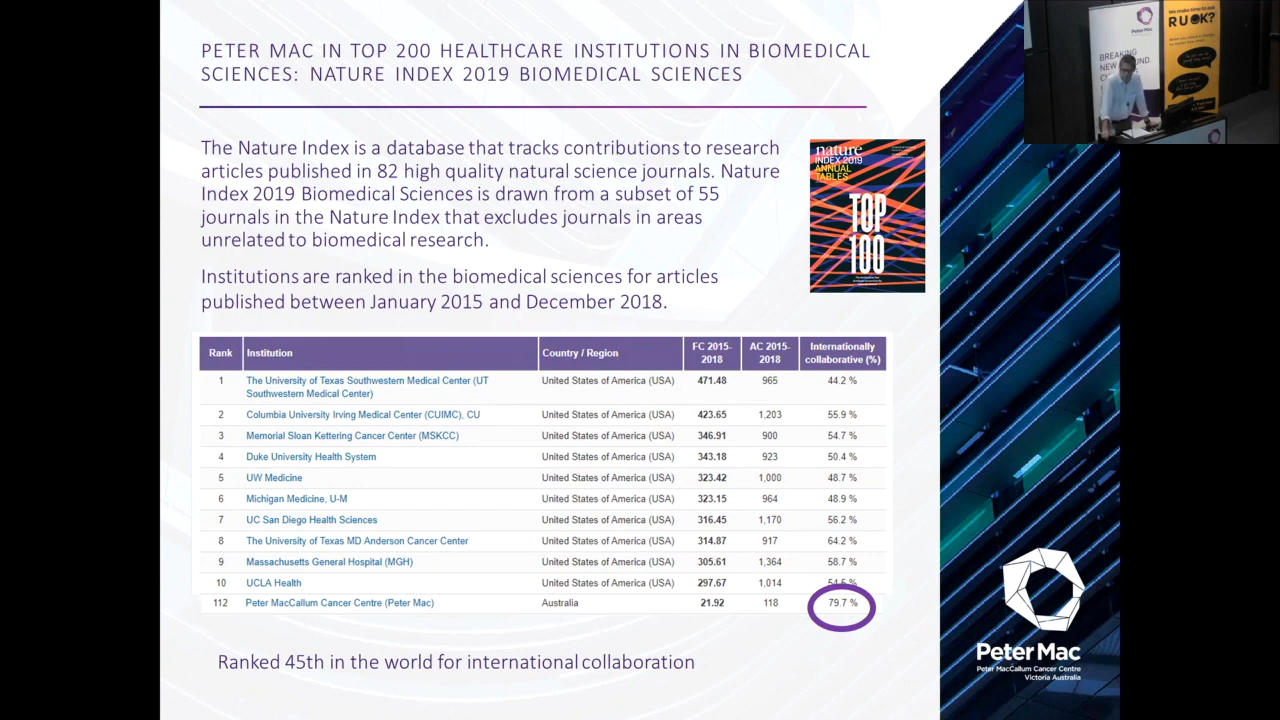 PETER MAC IN TOP 200 HEALTHCARE INSTITUTIONS IN BIOMEDICAL
SCIENCES: NATURE INDEX 2019 BIOMEDICAL SCIENCES
The Nature Index is a database that tracks contributions to research
articles published in 82 high quality natural science journals. Nature
Index 2019 Biomedical Sciences is drawn from a subset of 55
journals in the Nature Index that excludes journals in areas
unrelated to biomedical research.
Institutions are ranked in the biomedical sciences for articles
published between January 2015 and December 2018.
nature
INDEX 2019
ANNUAL
TABLES
TOP
100
Rank Institution Country / Region FC 2015-2018 AC 2015-2018 Internationally collaborative (%)
1 The University of Texas Southwestern Medical Center (UT Southwestern Medical Center) United States of America (USA) 471.48 965 44.2 %
2 Columbia University Irving Medical Center (CUIMC), CU United States of America (USA) 423.65 1,203 55.9 %
3 Memorial Sloan Kettering Cancer Center (MSKCC) United States of America (USA) 346.91 900 54.7 %
4 Duke University Health System United States of America (USA) 343.18 923 50.4 %
5 UW Medicine United States of America (USA) 323.42 1,000 48.7 %
6 Michigan Medicine, U-M United States of America (USA) 323.15 964 48.9 %
7 UC San Diego Health Sciences United States of America (USA) 316.45 1,170 56.2 %
8 The University of Texas MD Anderson Cancer Center United States of America (USA) 314.87 917 64.2 %
9 Massachusetts General Hospital (MGH) United States of America (USA) 305.61 1,364 58.7 %
10 UCLA Health United States of America (USA) 297.67 1,014 54.5 %
112 Peter MacCallum Cancer Centre (Peter Mac) Australia 21.92 118 79.7 %
Ranked 45th in the world for international collaboration
Peter Mac
Peter MacCallum Cancer Centre
Victoria Australia
Peter Mac
BREAKING
NEW
R U OK?